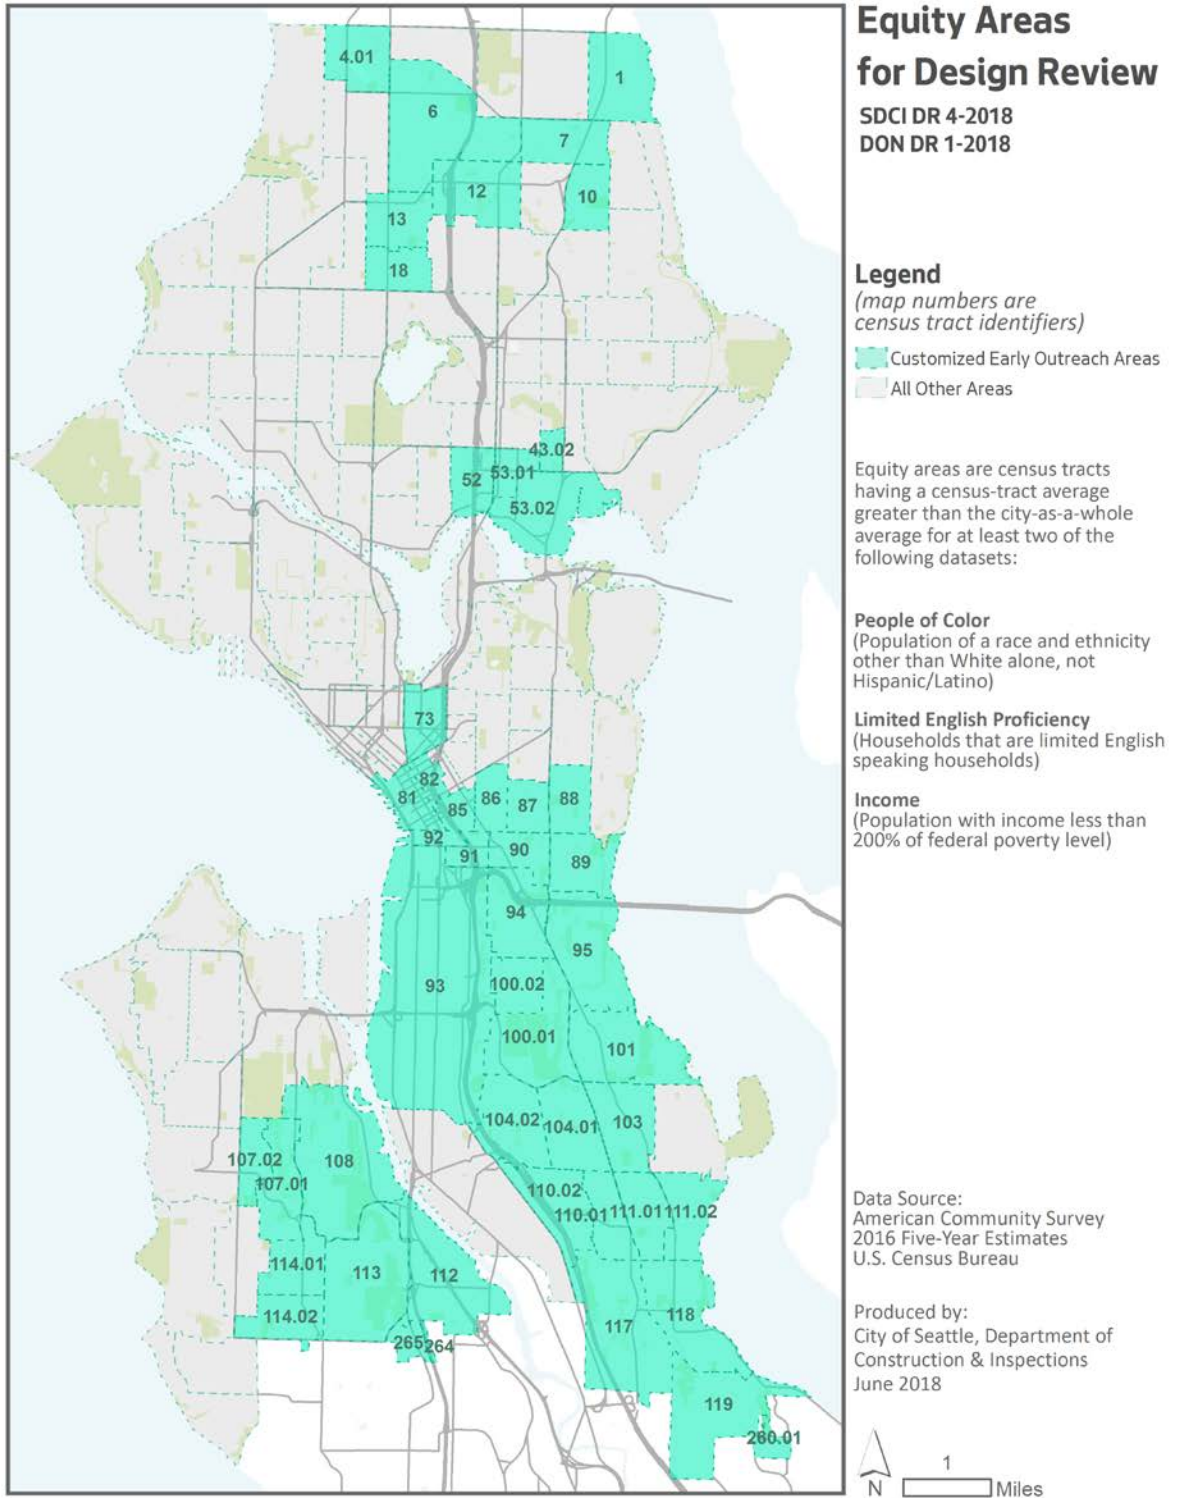 Equity Areas
for Design Review
SDCI DR 4-2018
DON DR 1-2018
Legend
(map numbers are
census tract identifiers)
Customized Early Outreach Areas
All Other Areas
Equity areas are census tracts
having a census-tract average
greater than the city-as-a-whole
average for at least two of the
following datasets:
People of Color
(Population of a race and ethnicity
other than White alone, not
Hispanic/Latino)
Limited English Proficiency
(Households that are limited English
speaking households)
Income
(Population with income less than
200% of federal poverty level)
Data Source:
American Community Survey
2016 Five-Year Estimates
U.S. Census Bureau
Produced by:
City of Seattle, Department of
Construction & Inspections
June 2018
N
1
Miles
4.01
1
6
7
12
10
13
18
43.02
52
53.01
53.02
73
82
81
85
86
87
88
92
91
90
89
94
95
93
100.02
100.01
101
104.02
104.01
103
107.02
108
107.01
110.02
110.01
111.01
111.02
114.01
113
112
114.02
117
118
265
264
119
260.01